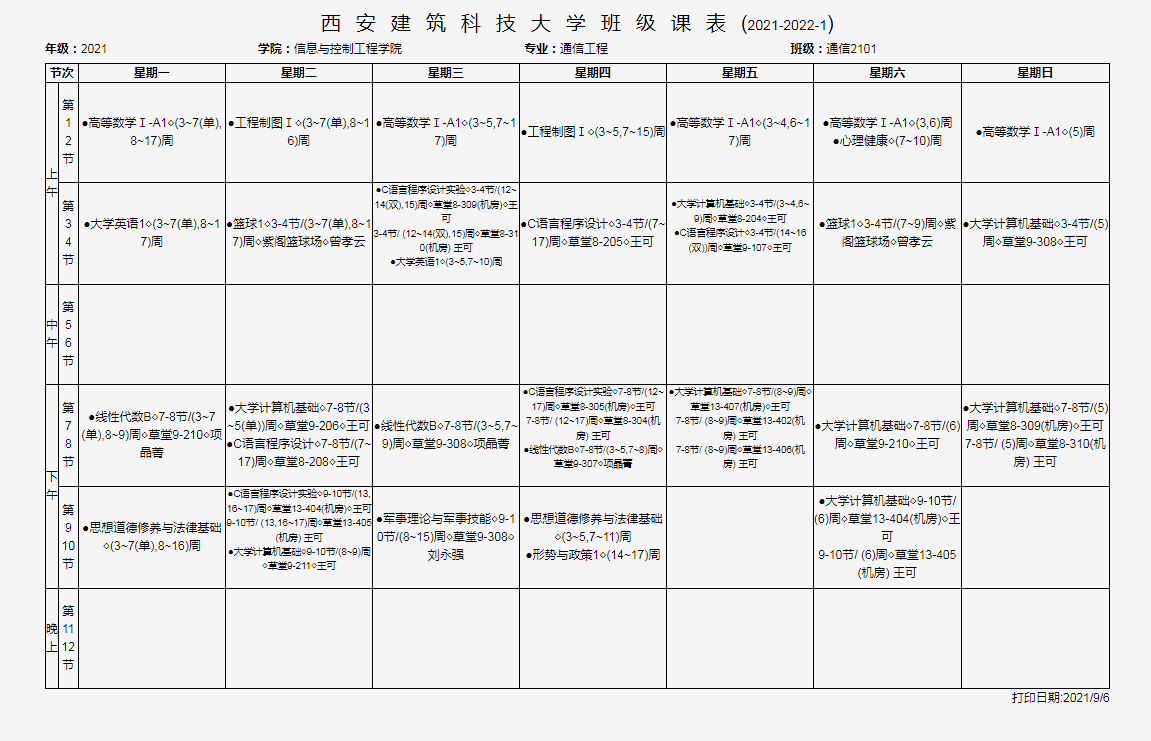 西安建筑科技大学班级课表 (2021-2022-1)
年级：2021 学院：信息与控制工程学院 专业：通信工程 班级：通信2101
节次 星期一 星期二 星期三 星期四 星期五 星期六 星期日
上午
第
1
2
节
●高等数学Ⅰ-A1◇(3~7(单),
8~17)周
●工程制图Ⅰ◇(3~7(单),8~1
6)周
●高等数学Ⅰ-A1◇(3~5,7~1
7)周
●工程制图Ⅰ◇(3~5,7~15)周
●高等数学Ⅰ-A1◇(3~4,6~1
7)周
●高等数学Ⅰ-A1◇(3,6)周
●心理健康◇(7~10)周
●高等数学Ⅰ-A1◇(5)周
第
3
4
节
●大学英语1◇(3~7(单),8~1
7)周
●篮球1◇3-4节/(3~7(单),8~1
7)周◇紫阁篮球场◇曾孝云
●C语言程序设计实验◇3-4节/(12~
14(双),15)周◇草堂8-309(机房)◇王
可
3-4节/ (12~14(双),15)周◇草堂8-31
0(机房) 王可
●大学英语1◇(3~5,7~10)周
●C语言程序设计◇3-4节/(7~
17)周◇草堂8-205◇王可
●大学计算机基础◇3-4节/(3~4,6~
9)周◇草堂8-204◇王可
●C语言程序设计◇3-4节/(14~16
(双))周◇草堂9-107◇王可
●篮球1◇3-4节/(7~9)周◇紫
阁篮球场◇曾孝云
●大学计算机基础◇3-4节/(5)
周◇草堂9-308◇王可
中午
第
5
6
节
下午
第
7
8
节
●线性代数B◇7-8节/(3~7
(单),8~9)周◇草堂9-210◇项
晶菁
●大学计算机基础◇7-8节/(3
~5(单))周◇草堂9-206◇王可
●C语言程序设计◇7-8节/(7~
17)周◇草堂8-208◇王可
●线性代数B◇7-8节/(3~5,7~
9)周◇草堂9-308◇项晶菁
●C语言程序设计实验◇7-8节/(12~
17)周◇草堂8-305(机房)◇王可
7-8节/ (12~17)周◇草堂8-304(机
房) 王可
●线性代数B◇7-8节/(3~5,7~8)周◇
草堂9-307◇项晶菁
●大学计算机基础◇7-8节/(8~9)周◇
草堂13-407(机房)◇王可
7-8节/ (8~9)周◇草堂13-402(机
房) 王可
7-8节/ (8~9)周◇草堂13-406(机
房) 王可
●大学计算机基础◇7-8节/(6)
周◇草堂9-210◇王可
●大学计算机基础◇7-8节/(5)
周◇草堂8-309(机房)◇王可
7-8节/ (5)周◇草堂8-310(机
房) 王可
第
9
10
节
●思想道德修养与法律基础
◇(3~7(单),8~16)周
●C语言程序设计实验◇9-10节/(13,
16~17)周◇草堂13-404(机房)◇王可
9-10节/ (13,16~17)周◇草堂13-405
(机房) 王可
●大学计算机基础◇9-10节/(8~9)周
◇草堂9-211◇王可
●军事理论与军事技能◇9-1
0节/(8~15)周◇草堂9-308◇
刘永强
●思想道德修养与法律基础
◇(3~5,7~11)周
●形势与政策1◇(14~17)周
●大学计算机基础◇9-10节/
(6)周◇草堂13-404(机房)◇王
可
9-10节/ (6)周◇草堂13-405
(机房) 王可
晚上
第
11
12
节
打印日期:2021/9/6